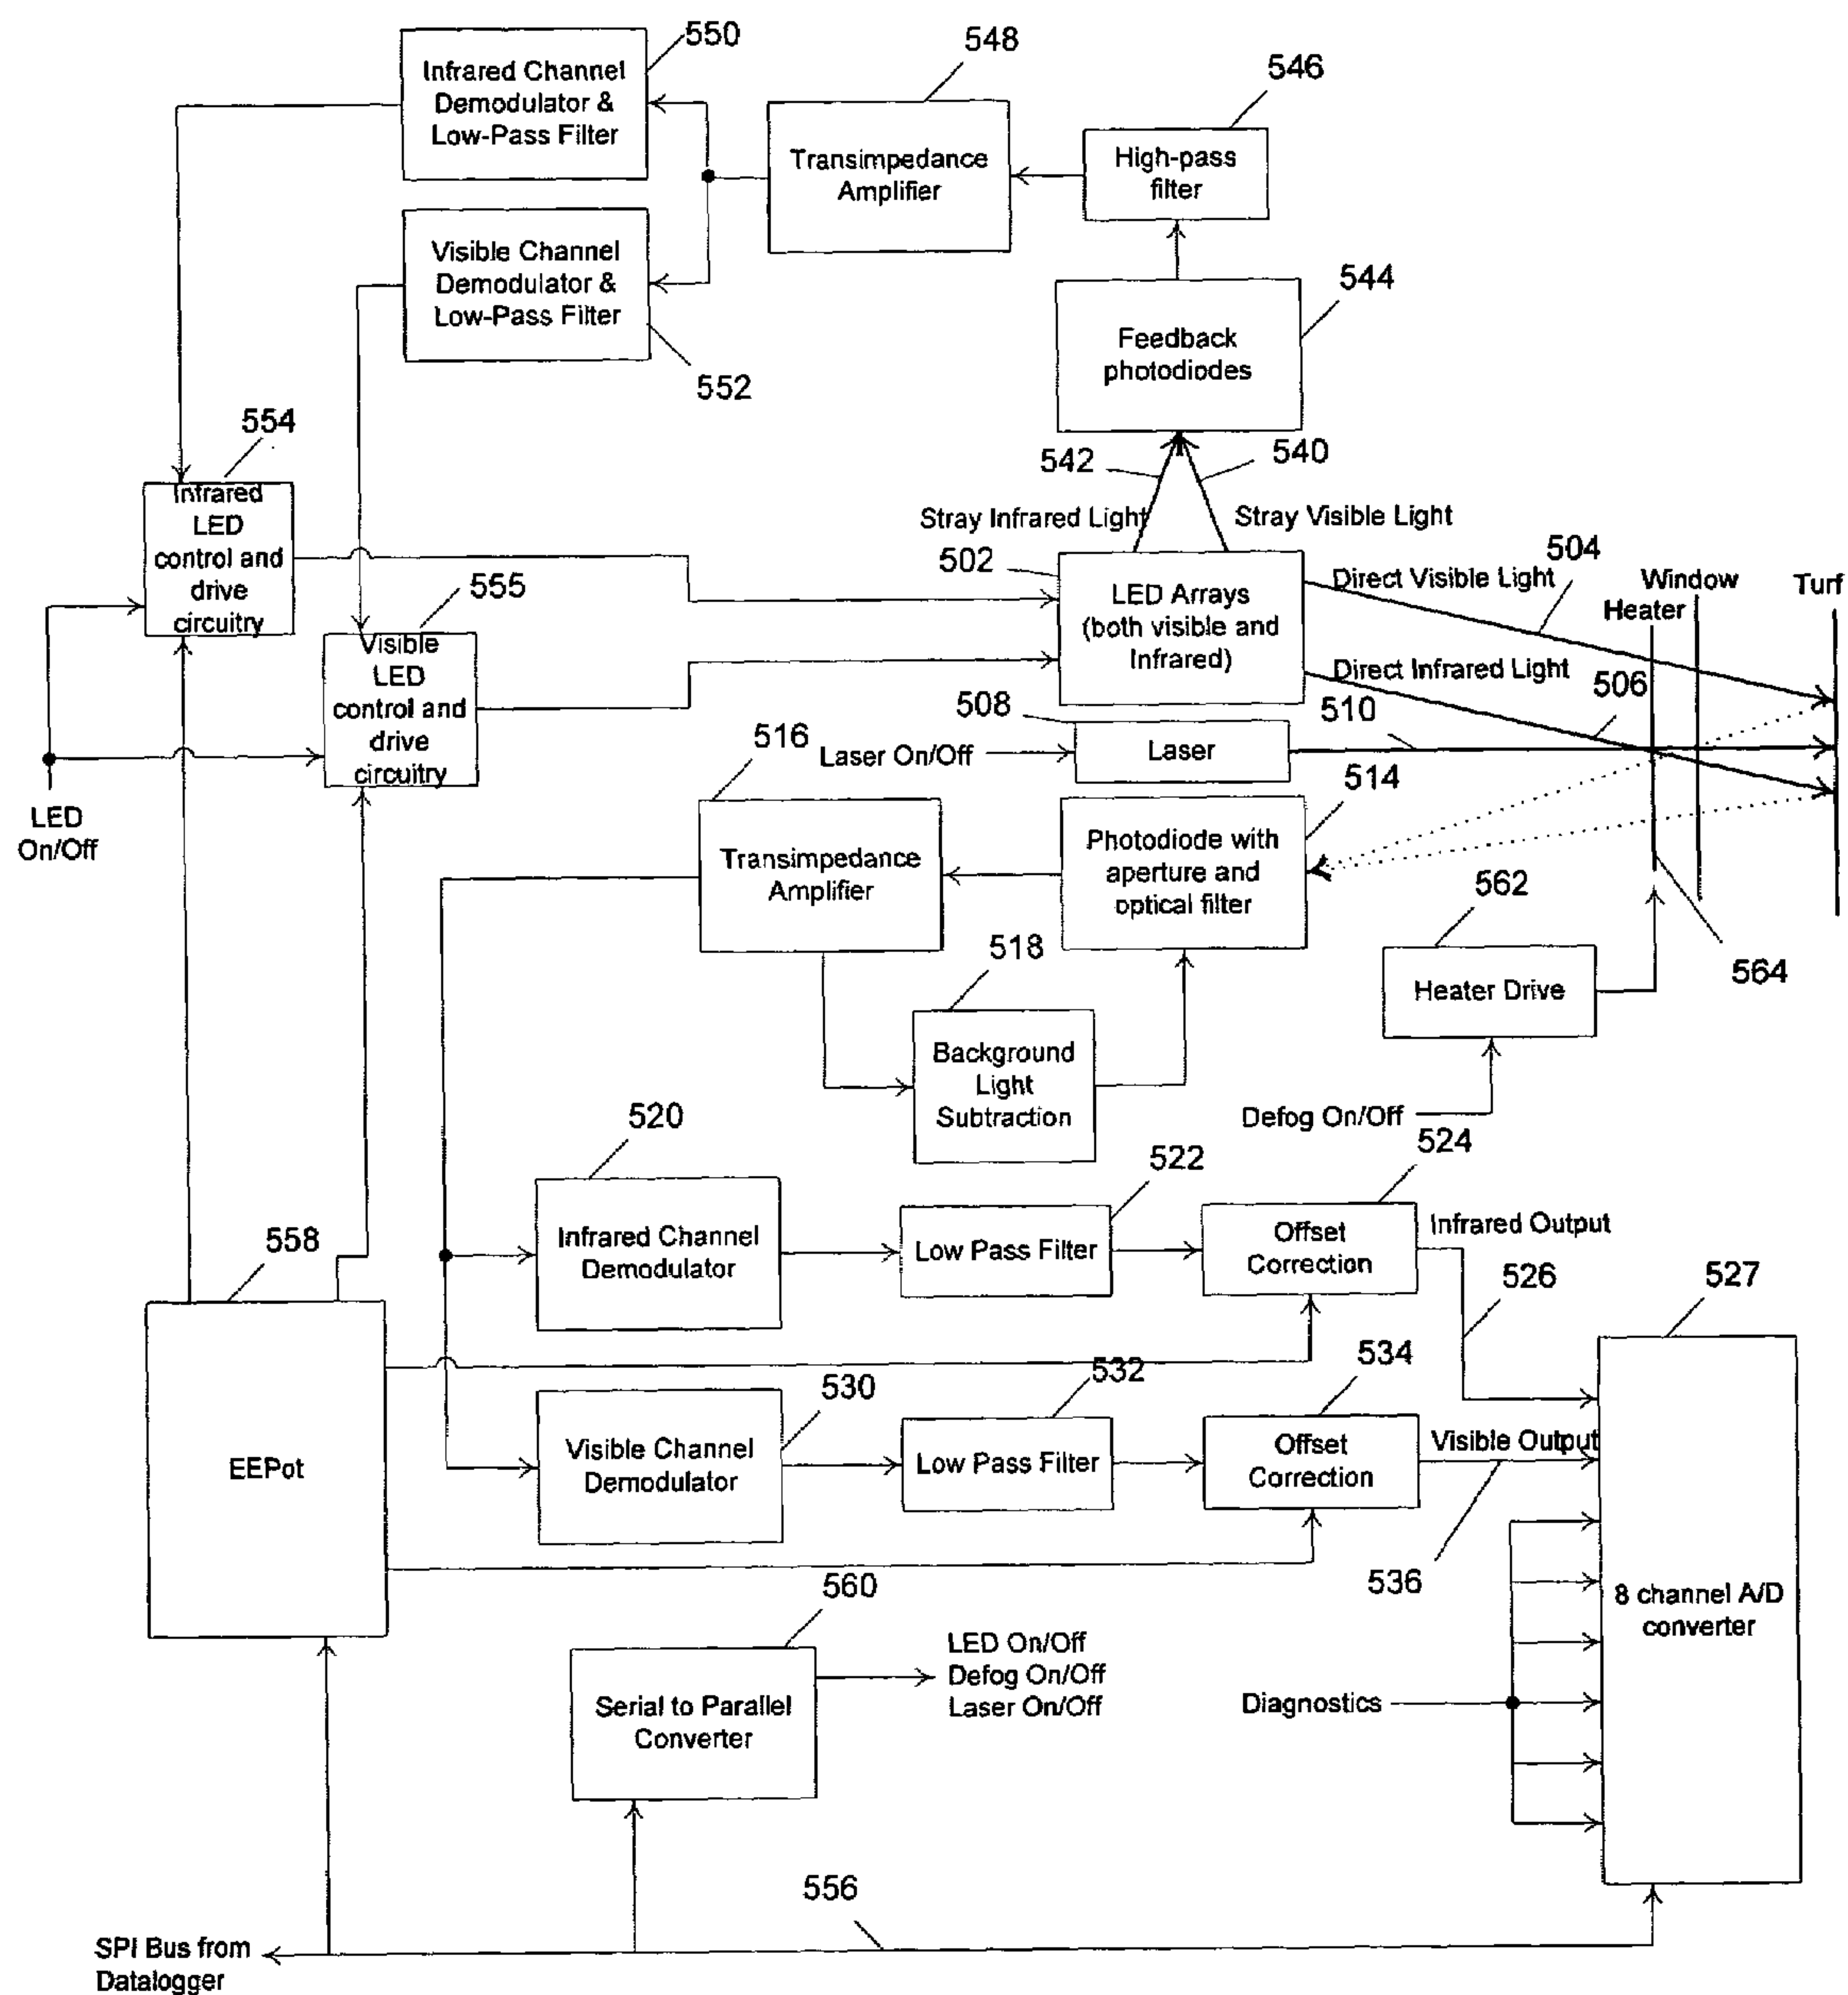 550
548
546
Infrared Channel
Demodulator &
Low-Pass Filter
Transimpedance
Amplifier
High-pass
filter
Visible Channel
Demodulator &
Low-Pass Filter
552
544
Feedback
photodiodes
554
542
540
Stray Infrared Light
Stray Visible Light
Infrared
LED
control and
drive
circuitry
555
502
504
Direct Visible Light
Window
Heater
Turf
LED Arrays
(both visible and
Infrared)
Visible
LED
control and
drive
circuitry
Direct Infrared Light
506
510
508
516
Laser On/Off
Laser
514
LED
On/Off
Transimpedance
Amplifier
Photodiode with
aperture and
optical filter
562
564
518
Heater Drive
Background
Light
Subtraction
Defog On/Off
520
522
524
558
Infrared Channel
Demodulator
Low Pass Filter
Offset
Correction
Infrared Output
526
527
530
532
534
EEPot
Visible Channel
Demodulator
Low Pass Filter
Offset
Correction
Visible Output
536
560
8 channel A/D
converter
Serial to Parallel
Converter
LED On/Off
Defog On/Off
Laser On/Off
Diagnostics
556
SPI Bus from
Datalogger